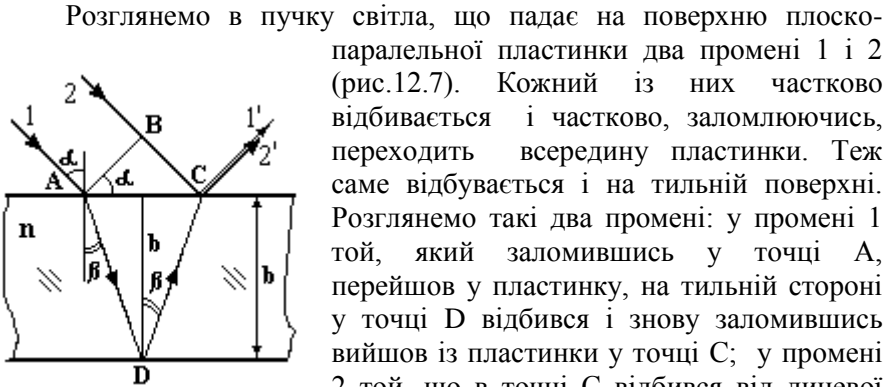 Розглянемо в пучку світла, що падає на поверхню плоско-
паралельної пластинки два промені 1 і 2
(рис.12.7). Кожний із них частково
відбивається і частково, заломлюючись,
переходить всередину пластинки. Теж
саме відбувається і на тильній поверхні.
Розглянемо такі два промені: у промені 1
той, який заломившись у точці А,
перейшов у пластинку, на тильній стороні
у точці D відбився і знову заломившись
вийшов із пластинки у точці С; у промені
2 той, що в точці С відбився від лицевої
2
1
B
1'
2'
α
A
α
C
n
b
β
β
b
D